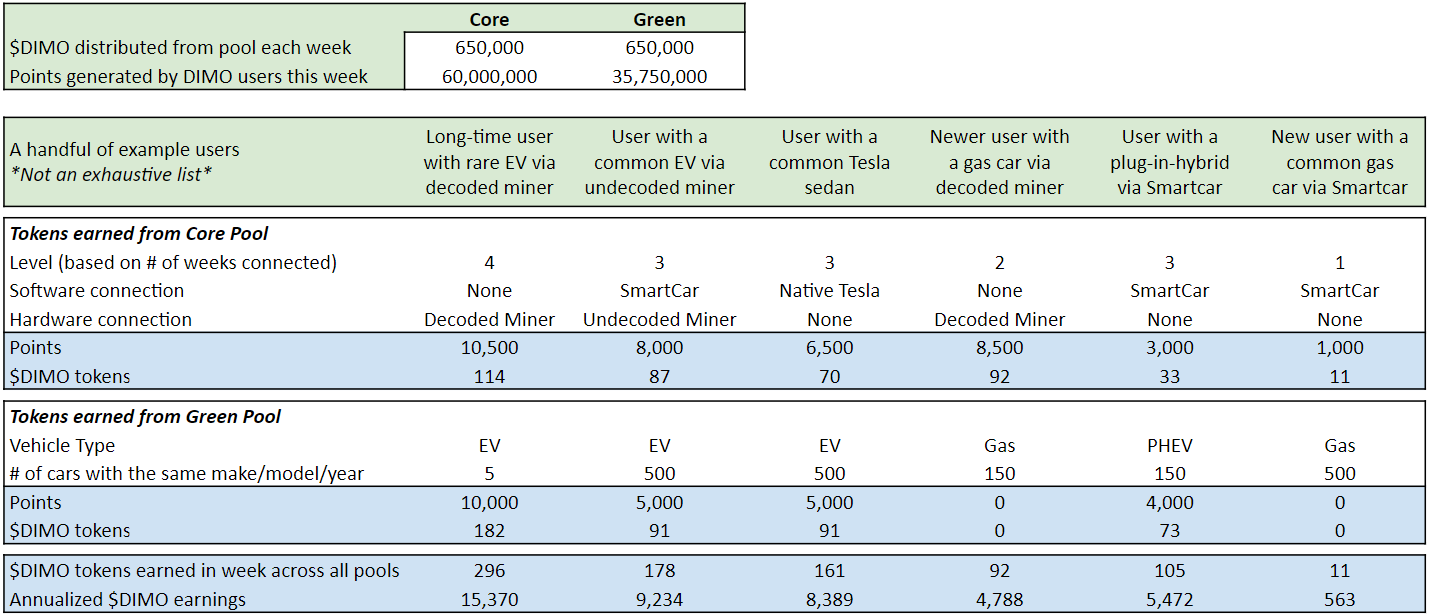 Core Green
$DIMO distributed from pool each week 650,000 650,000
Points generated by DIMO users this week 60,000,000 35,750,000
A handful of example users
*Not an exhaustive list*
Long-time user
with rare EV via
decoded miner
User with a
common EV via
undecoded miner
User with a
common Tesla
sedan
Newer user with
a gas car via
decoded miner
User with a
plug-in-hybrid
via Smartcar
New user with a
common gas
car via Smartcar
Tokens earned from Core Pool
Level (based on # of weeks connected) 4 3 3 2 3 1
Software connection None SmartCar Native Tesla None SmartCar SmartCar
Hardware connection Decoded Miner Undecoded Miner None Decoded Miner None None
Points 10,500 8,000 6,500 8,500 3,000 1,000
$DIMO tokens 114 87 70 92 33 11
Tokens earned from Green Pool
Vehicle Type EV EV EV Gas PHEV Gas
# of cars with the same make/model/year 5 500 500 150 150 500
Points 10,000 5,000 5,000 0 4,000 0
$DIMO tokens 182 91 91 0 73 0
$DIMO tokens earned in week across all pools 296 178 161 92 105 11
Annualized $DIMO earnings 15,370 9,234 8,389 4,788 5,472 563